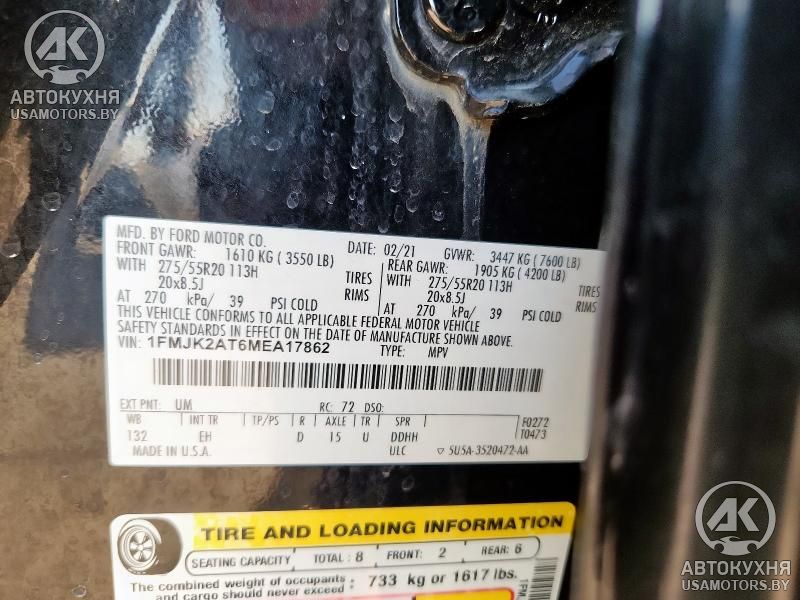 AK
АВТОКУХНЯ
USAMOTORS.BY
MFD. BY FORD MOTOR CO.
DATE: 02/21 GVWR: 3447 KG (7600 LB)
FRONT GAWR: 1610 KG (3550 LB) REAR GAWR: 1905 KG (4200 LB)
WITH 275/55R20 113H TIRES WITH 275/55R20 113H TIRES
20x8.5J RIMS 20x8.5J RIMS
AT 270 kPa/ 39 PSI COLD AT 270 kPa/ 39 PSI COLD
THIS VEHICLE CONFORMS TO ALL APPLICABLE FEDERAL MOTOR VEHICLE
SAFETY STANDARDS IN EFFECT ON THE DATE OF MANUFACTURE SHOWN ABOVE.
VIN: 1FMJK2AT6MEA17862 TYPE: MPV
EXT PNT: UM RC: 72 DSO:
WB INT TR TP/PS R AXLE TR SPR F0272
132 EH D 15 U DDHH T0473
MADE IN U.S.A. ULC ▽ 5U5A-3520472-AA
TIRE AND LOADING INFORMATION
SEATING CAPACITY TOTAL: 8 FRONT: 2 REAR: 6
The combined weight of occupants and cargo should never exceed: 733 kg or 1617 lbs.
AK
АВТОКУХНЯ
USAMOTORS.BY